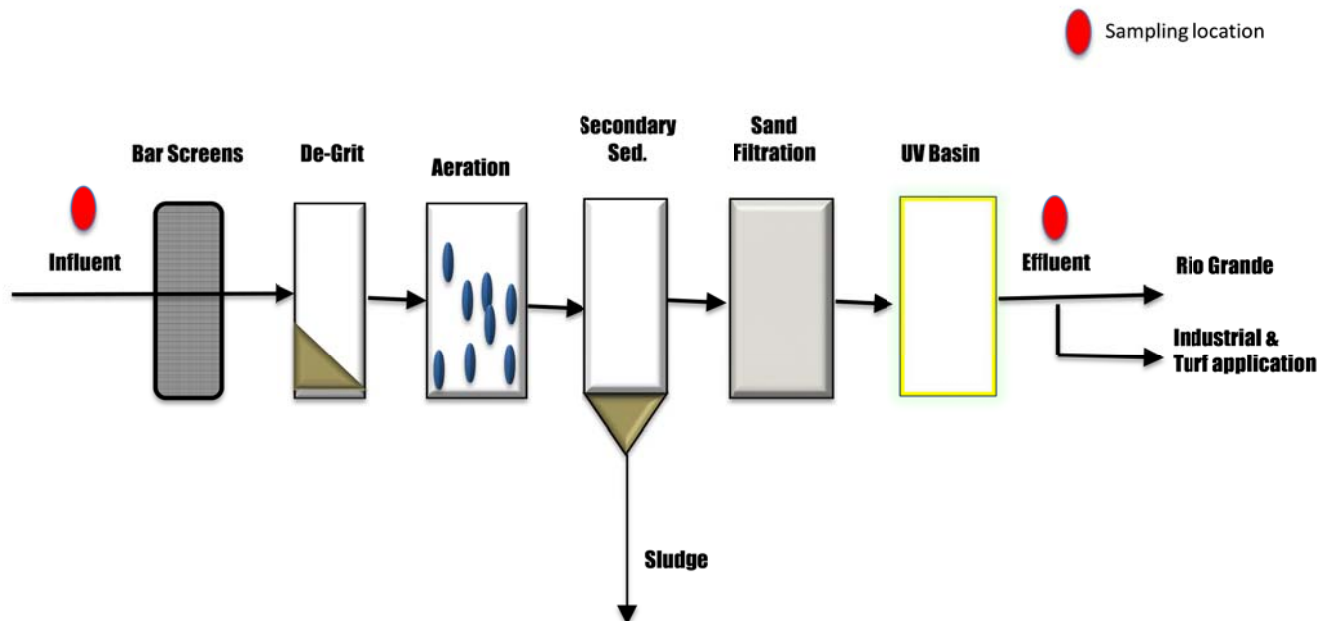 Sampling location
Secondary
Sed.
Sand
Filtration
Bar Screens
De-Grit
Aeration
UV Basin
Influent
Effluent
Rio Grande
Industrial &
Turf application
Sludge